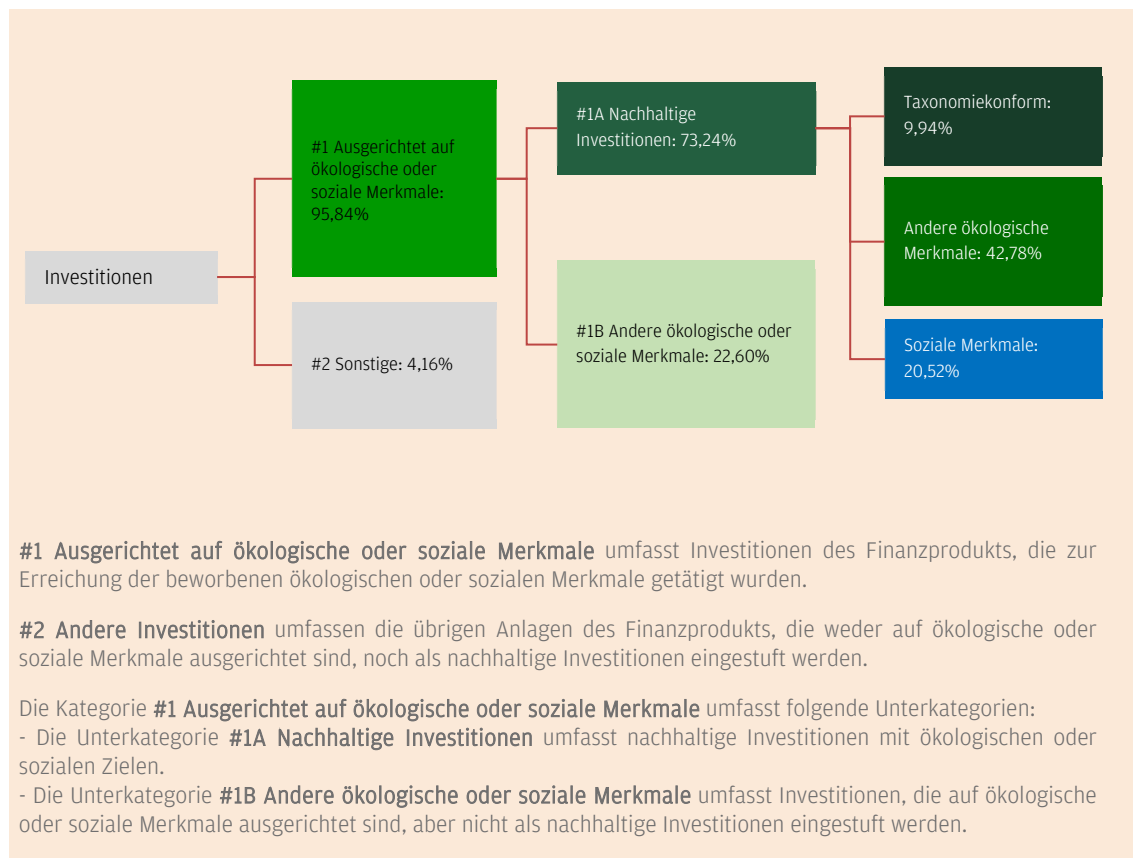 Investitionen
#1 Ausgerichtet auf
ökologische oder
soziale Merkmale:
95,84%
#2 Sonstige: 4,16%
#1A Nachhaltige
Investitionen: 73,24%
#1B Andere ökologische oder
soziale Merkmale: 22,60%
Taxonomiekonform:
9,94%
Andere ökologische
Merkmale: 42,78%
Soziale Merkmale:
20,52%
#1 Ausgerichtet auf ökologische oder soziale Merkmale umfasst Investitionen des Finanzprodukts, die zur
Erreichung der beworbenen ökologischen oder sozialen Merkmale getätigt wurden.
#2 Andere Investitionen umfassen die übrigen Anlagen des Finanzprodukts, die weder auf ökologische oder
soziale Merkmale ausgerichtet sind, noch als nachhaltige Investitionen eingestuft werden.
Die Kategorie #1 Ausgerichtet auf ökologische oder soziale Merkmale umfasst folgende Unterkategorien:
- Die Unterkategorie #1A Nachhaltige Investitionen umfasst nachhaltige Investitionen mit ökologischen oder
sozialen Zielen.
- Die Unterkategorie #1B Andere ökologische oder soziale Merkmale umfasst Investitionen, die auf ökologische
oder soziale Merkmale ausgerichtet sind, aber nicht als nachhaltige Investitionen eingestuft werden.